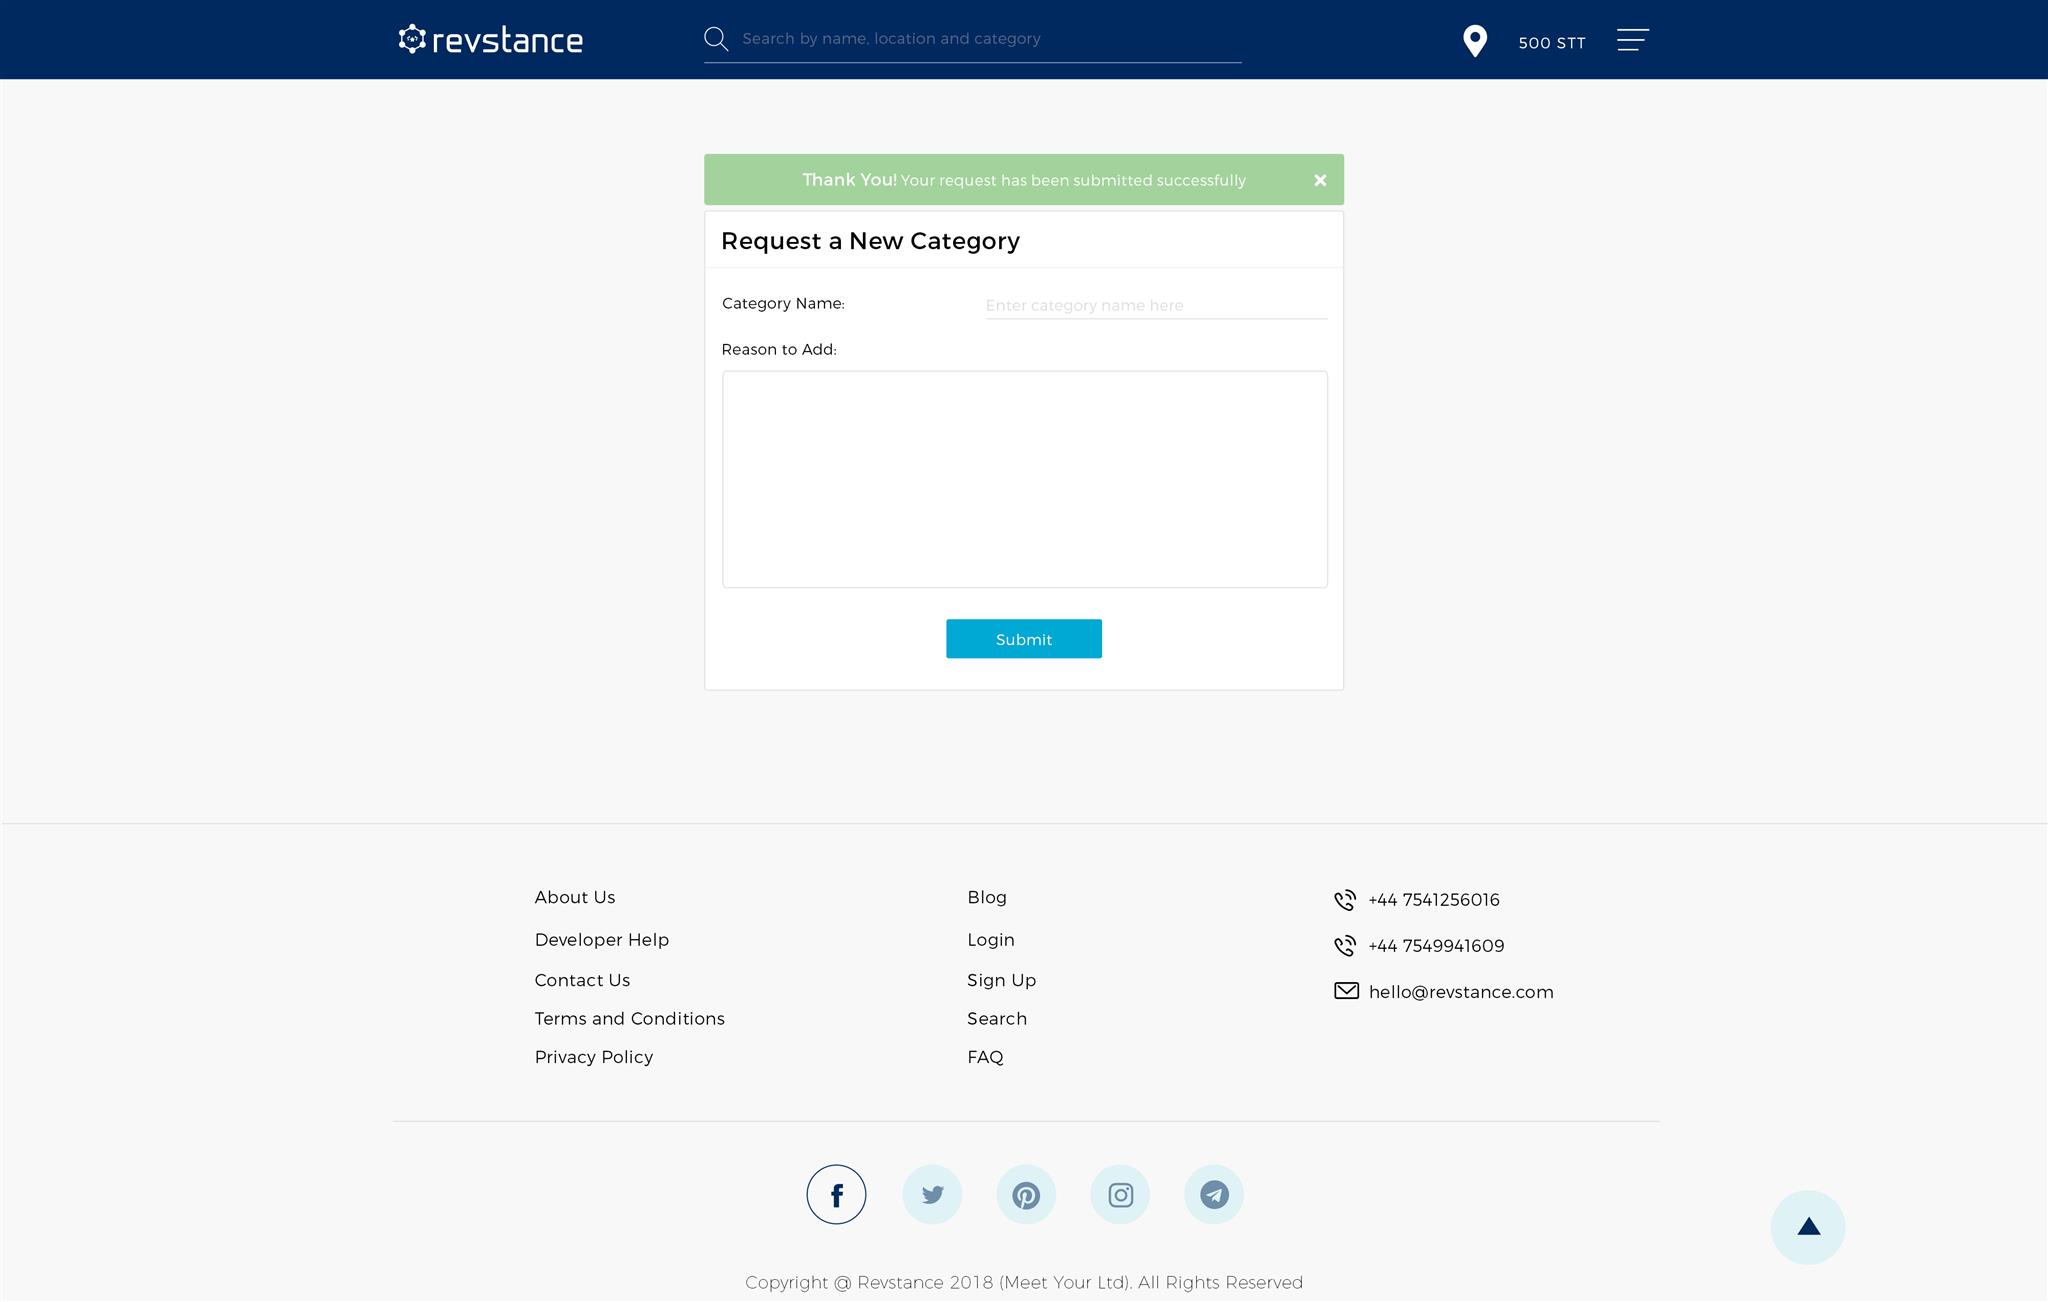 revstance
Search by name, location and category
500 STT
Thank You! Your request has been submitted successfully
Request a New Category
Category Name:
Enter category name here
Reason to Add:
Submit
About Us
Developer Help
Contact Us
Terms and Conditions
Privacy Policy
Blog
Login
Sign Up
Search
FAQ
+44 7541256016
+44 7549941609
hello@revstance.com
Copyright @ Revstance 2018 (Meet Your Ltd). All Rights Reserved